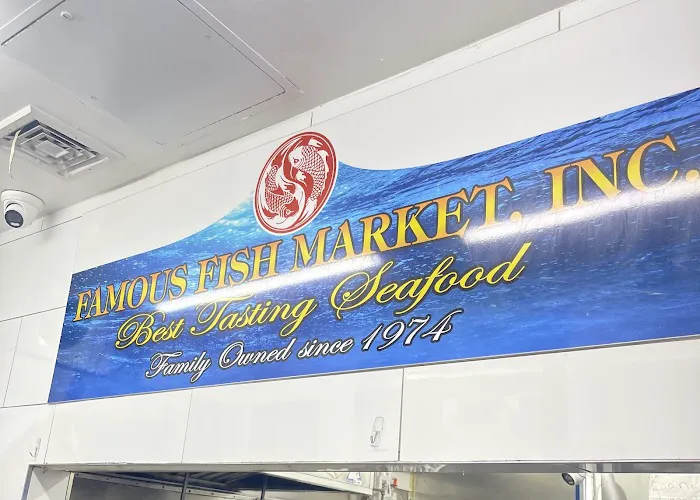 FAMOUS FISH MARKET, INC.
Best Tasting Seafood
Family Owned since 1974